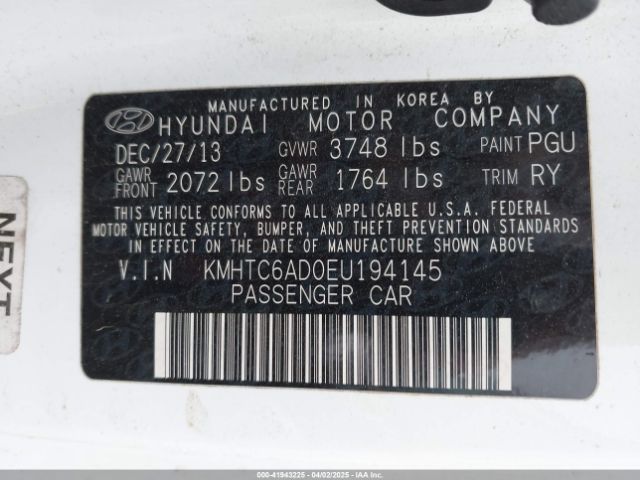 MANUFACTURED IN KOREA BY
HYUNDAI MOTOR COMPANY
DEC/27/13 GVWR 3748 lbs PAINT PGU
GAWR FRONT 2072 lbs GAWR REAR 1764 lbs TRIM RY
THIS VEHICLE CONFORMS TO ALL APPLICABLE U.S.A. FEDERAL
MOTOR VEHICLE SAFETY, BUMPER, AND THEFT PREVENTION STANDARDS
IN EFFECT ON THE DATE OF MANUFACTURE SHOWN ABOVE.
V.I.N KMHTC6AD0EU194145
PASSENGER CAR
NEXT
000-41943225 04/02/2025 IAAI.COM